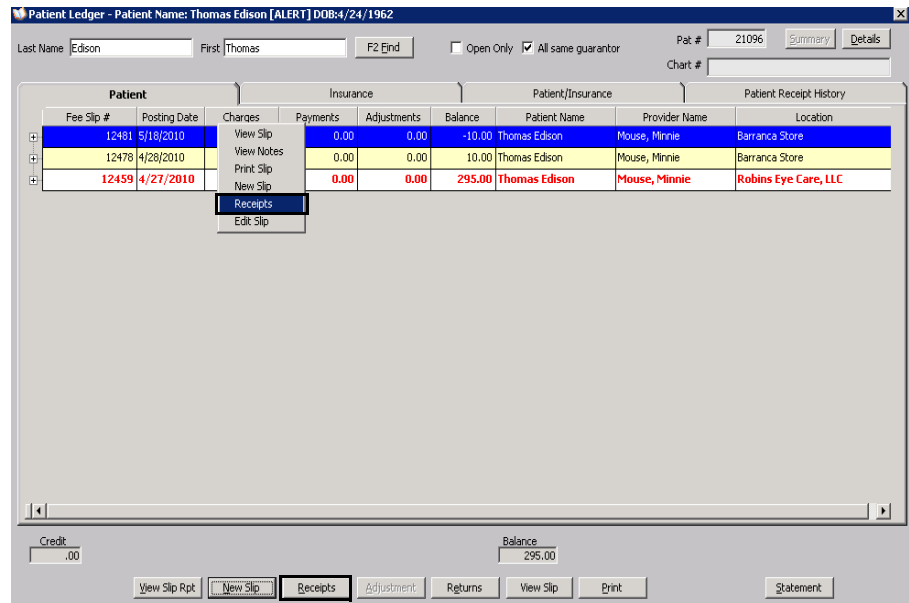 Patient Ledger - Patient Name: Thomas Edison [ALERT] DOB:4/24/1962
Last Name Edison First Thomas F2 Find Open Only All same guarantor Pat # 21096 Summary Details
Chart #
Patient Insurance Patient/Insurance Patient Receipt History
Fee Slip # Posting Date Charges Payments Adjustments Balance Patient Name Provider Name Location
12481 5/18/2010 0.00 0.00 -10.00 Thomas Edison Mouse, Minnie Barranca Store
12478 4/28/2010 0.00 0.00 10.00 Thomas Edison Mouse, Minnie Barranca Store
12459 4/27/2010 0.00 0.00 295.00 Thomas Edison Mouse, Minnie Robins Eye Care, LLC
View Slip
View Notes
Print Slip
New Slip
Receipts
Edit Slip
Credit Balance
.00 295.00
View Slip Rpt New Slip Receipts Adjustment Returns View Slip Print Statement